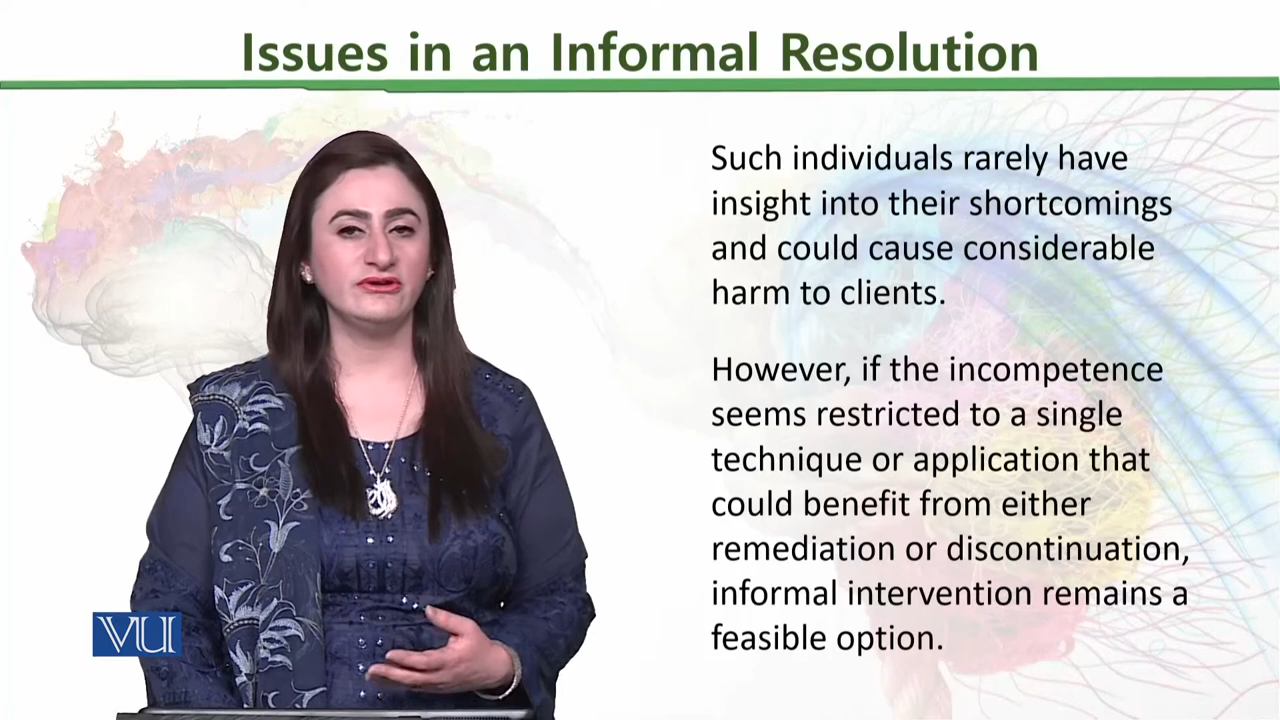 Issues in an Informal Resolution
Such individuals rarely have
insight into their shortcomings
and could cause considerable
harm to clients.
However, if the incompetence
seems restricted to a single
technique or application that
could benefit from either
remediation or discontinuation,
informal intervention remains a
feasible option.
VU